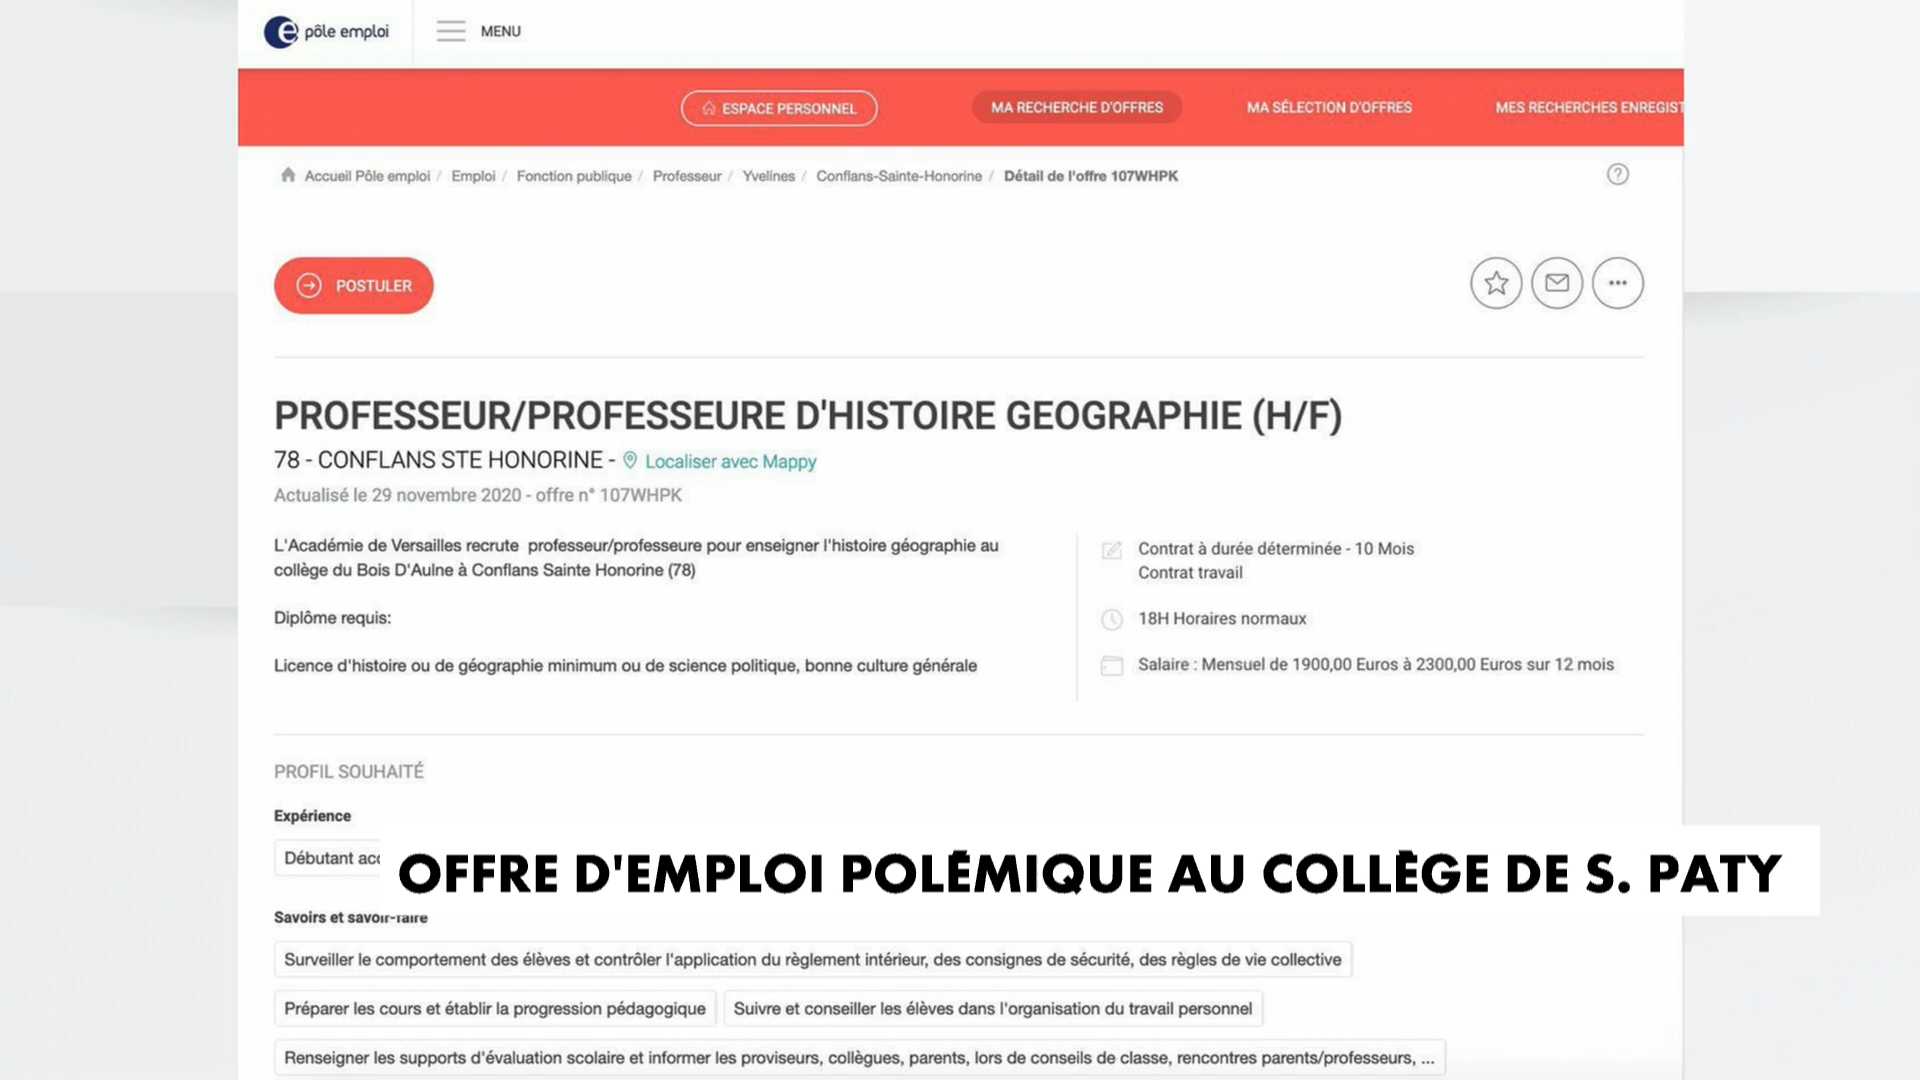 pôle emploi
MENU
ESPACE PERSONNEL
MA RECHERCHE D'OFFRES
MA SÉLECTION D'OFFRES
MES RECHERCHES ENREGIST
Accueil Pôle emploi / Emploi / Fonction publique / Professeur / Yvelines / Conflans-Sainte-Honorine / Détail de l'offre 107WHPK
POSTULER
PROFESSEUR/PROFESSEURE D'HISTOIRE GEOGRAPHIE (H/F)
78 - CONFLANS STE HONORINE - Localiser avec Mappy
Actualisé le 29 novembre 2020 - offre n° 107WHPK
L'Académie de Versailles recrute professeur/professeure pour enseigner l'histoire géographie au
collège du Bois D'Aulne à Conflans Sainte Honorine (78)
Diplôme requis:
Licence d'histoire ou de géographie minimum ou de science politique, bonne culture générale
Contrat à durée déterminée - 10 Mois
Contrat travail
18H Horaires normaux
Salaire : Mensuel de 1900,00 Euros à 2300,00 Euros sur 12 mois
PROFIL SOUHAITÉ
Expérience
Débutant acc
OFFRE D'EMPLOI POLÉMIQUE AU COLLÈGE DE S. PATY
Savoirs et savoir-faire
Surveiller le comportement des élèves et contrôler l'application du règlement intérieur, des consignes de sécurité, des règles de vie collective
Préparer les cours et établir la progression pédagogique
Suivre et conseiller les élèves dans l'organisation du travail personnel
Renseigner les supports d'évaluation scolaire et informer les proviseurs, collègues, parents, lors de conseils de classe, rencontres parents/professeurs, ...